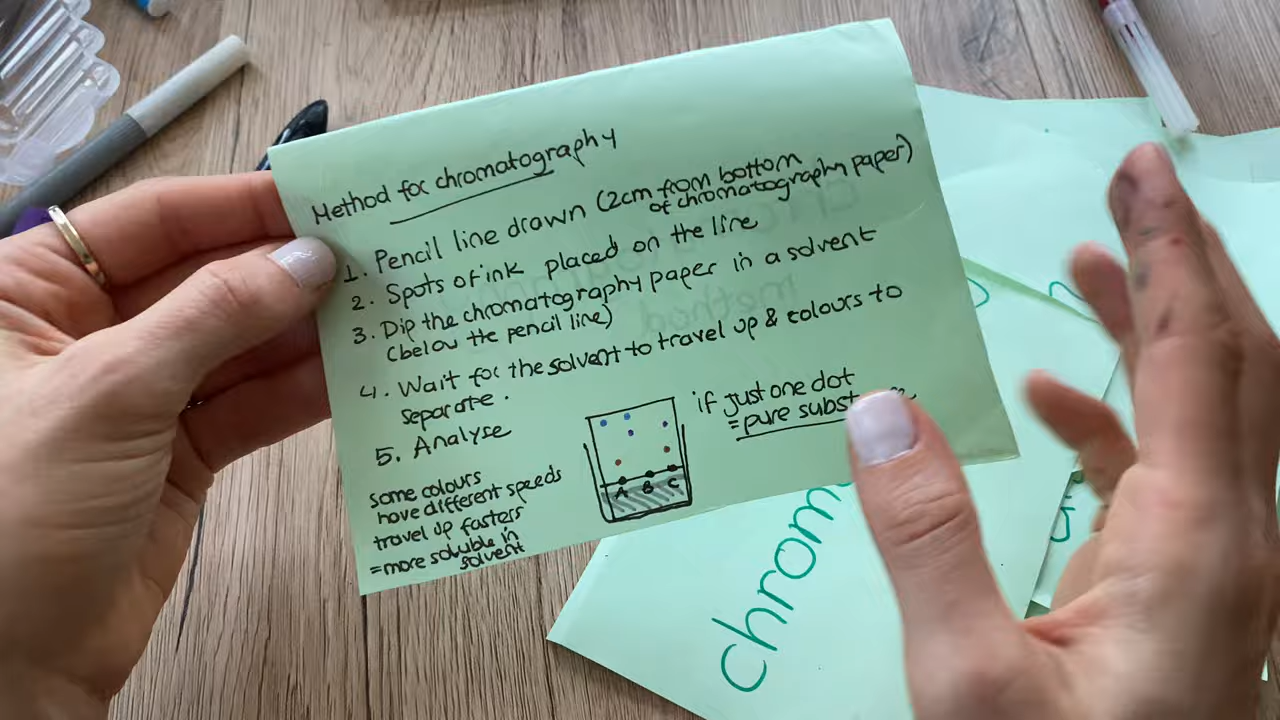 Method for chromatography
1. Pencil line drawn (2cm from bottom
of chromatography paper)
2. Spots of ink placed on the line
3. Dip the chromatography paper in a solvent
(below the pencil line)
4. Wait for the solvent to travel up & colours to
separate.
5. Analyse
if just one dot
= pure
some colours
have different speeds
travel up fasters
= more soluble in
solvent
A B C
chrom